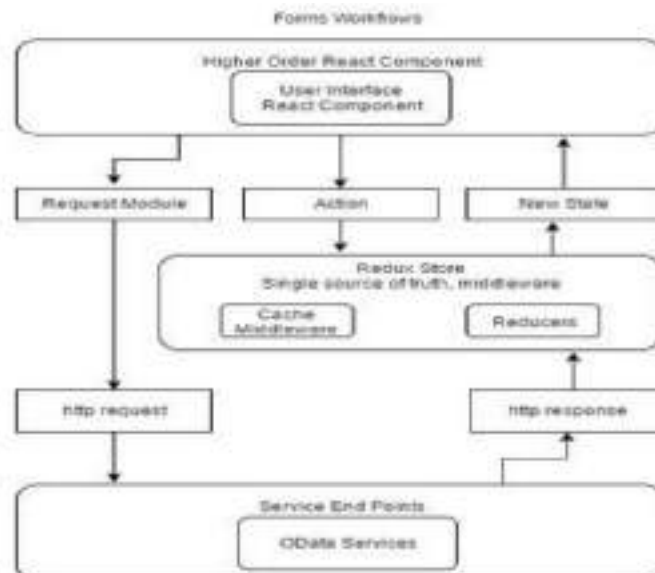 Forms Workflows
Higher Order React Component
User Interface
React Component
Request Module
Action
New State
Redux Store
Single source of truth, middleware
Cache
Middleware
Reducers
http request
http response
Service End Points
OData Services